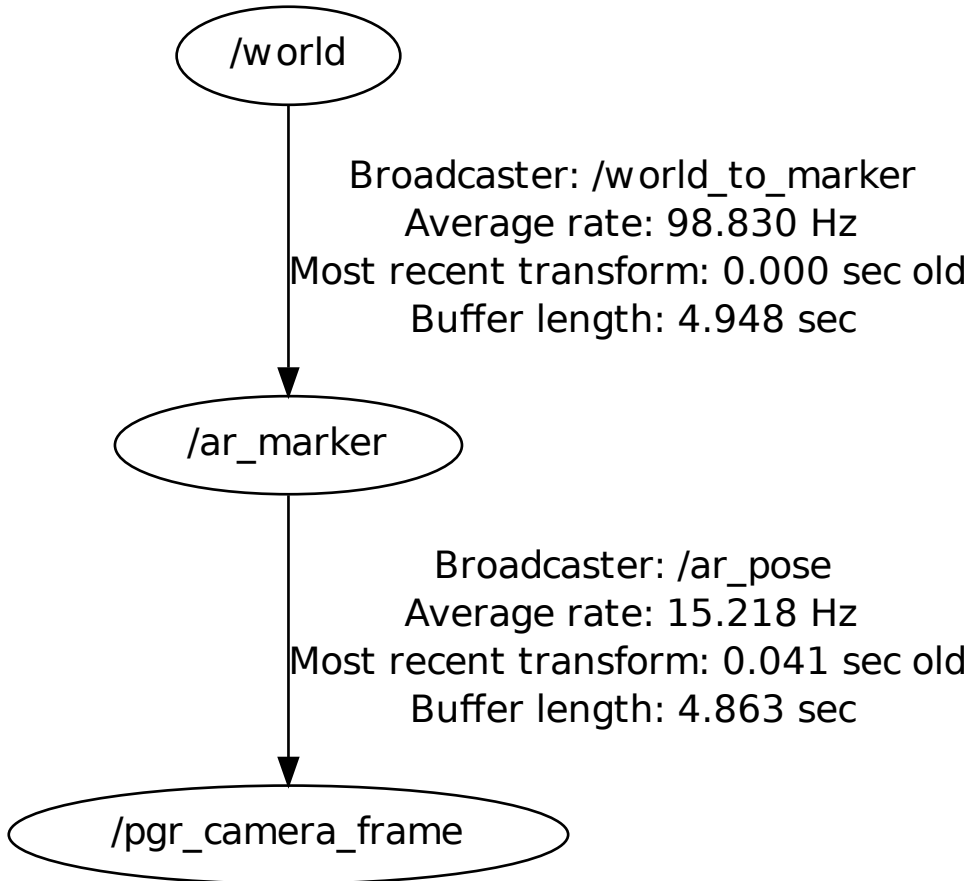 /world
Broadcaster: /world_to_marker
Average rate: 98.830 Hz
Most recent transform: 0.000 sec old
Buffer length: 4.948 sec
/ar_marker
Broadcaster: /ar_pose
Average rate: 15.218 Hz
Most recent transform: 0.041 sec old
Buffer length: 4.863 sec
/pgr_camera_frame